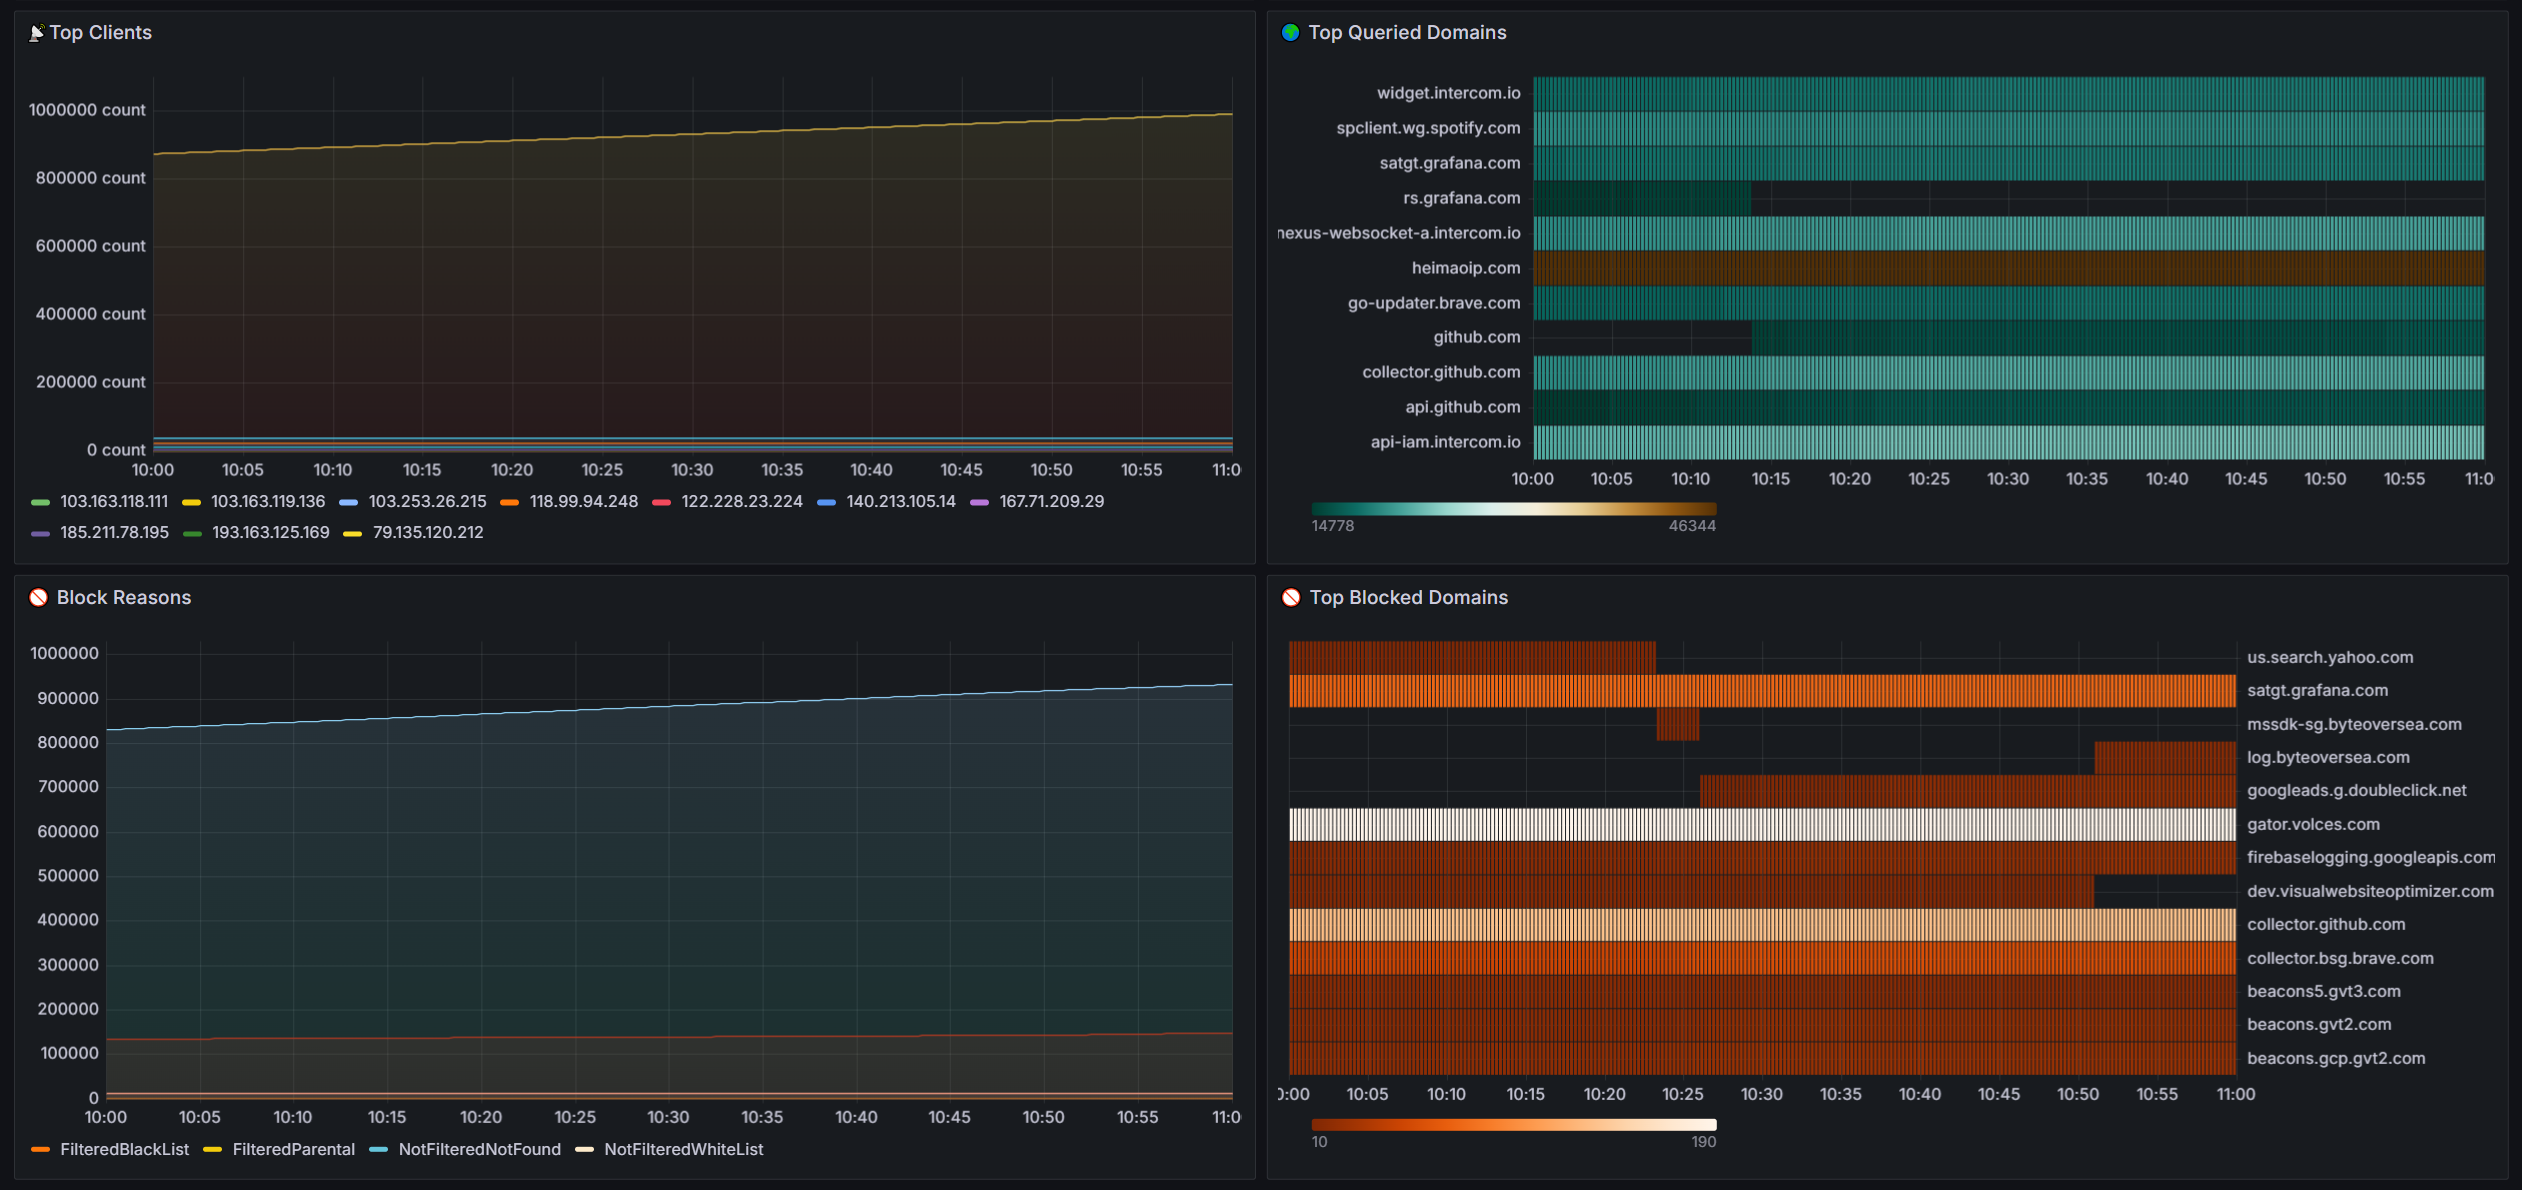 Top Clients
1000000 count
800000 count
600000 count
400000 count
200000 count
0 count
10:00 10:05 10:10 10:15 10:20 10:25 10:30 10:35 10:40 10:45 10:50 10:55 11:0
103.163.118.111 103.163.119.136 103.253.26.215 118.99.94.248 122.228.23.224 140.213.105.14 167.71.209.29
185.211.78.195 193.163.125.169 79.135.120.212
Top Queried Domains
widget.intercom.io
spclient.wg.spotify.com
satgt.grafana.com
rs.grafana.com
nexus-websocket-a.intercom.io
heimaoip.com
go-updater.brave.com
github.com
collector.github.com
api.github.com
api-iam.intercom.io
10:00 10:05 10:10 10:15 10:20 10:25 10:30 10:35 10:40 10:45 10:50 10:55 11:0
14778 46344
Block Reasons
1000000
900000
800000
700000
600000
500000
400000
300000
200000
100000
0
10:00 10:05 10:10 10:15 10:20 10:25 10:30 10:35 10:40 10:45 10:50 10:55 11:0
FilteredBlackList FilteredParental NotFilteredNotFound NotFilteredWhiteList
Top Blocked Domains
us.search.yahoo.com
satgt.grafana.com
mssdk-sg.byteoversea.com
log.byteoversea.com
googleads.g.doubleclick.net
gator.volces.com
firebaselogging.googleapis.com
dev.visualwebsiteoptimizer.com
collector.github.com
collector.bsg.brave.com
beacons5.gvt3.com
beacons.gvt2.com
beacons.gcp.gvt2.com
0:00 10:05 10:10 10:15 10:20 10:25 10:30 10:35 10:40 10:45 10:50 10:55 11:00
10 190